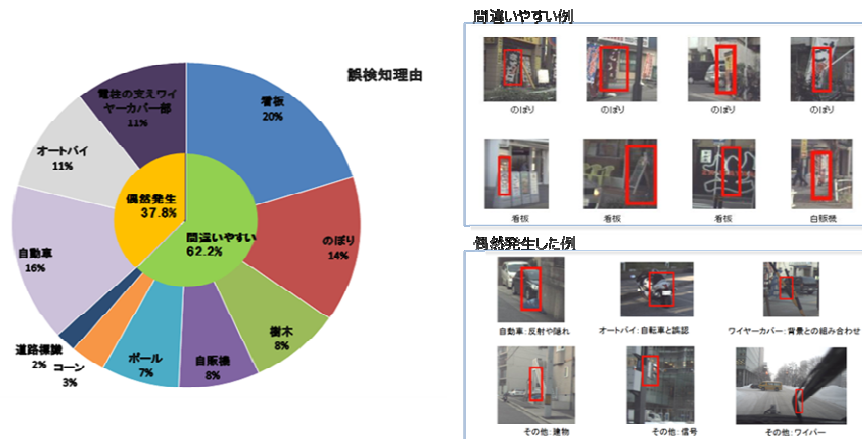 誤検知理由
看板
20%
のぼり
14%
樹木
8%
自販機
8%
ポール
7%
コーン
3%
道路標識
2%
自動車
16%
オートバイ
11%
電柱の支えワイ
ヤーカバー部
11%
偶然発生
37.8%
間違いやすい
62.2%
間違いやすい例
のぼり
のぼり
のぼり
のぼり
看板
看板
看板
自販機
偶然発生した例
自動車:反射や隠れ
オートバイ:自転車と誤認
ワイヤーカバー:背景との組み合わせ
その他:建物
その他:信号
その他:ワイパー